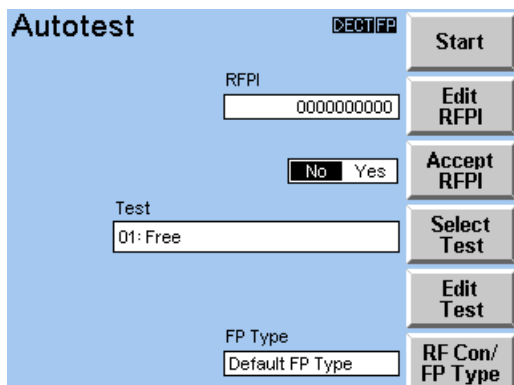 Autotest
DECT FP
Start
RFPI
0000000000
Edit
RFPI
No Yes
Accept
RFPI
Test
01: Free
Select
Test
Edit
Test
FP Type
Default FP Type
RF Con/
FP Type